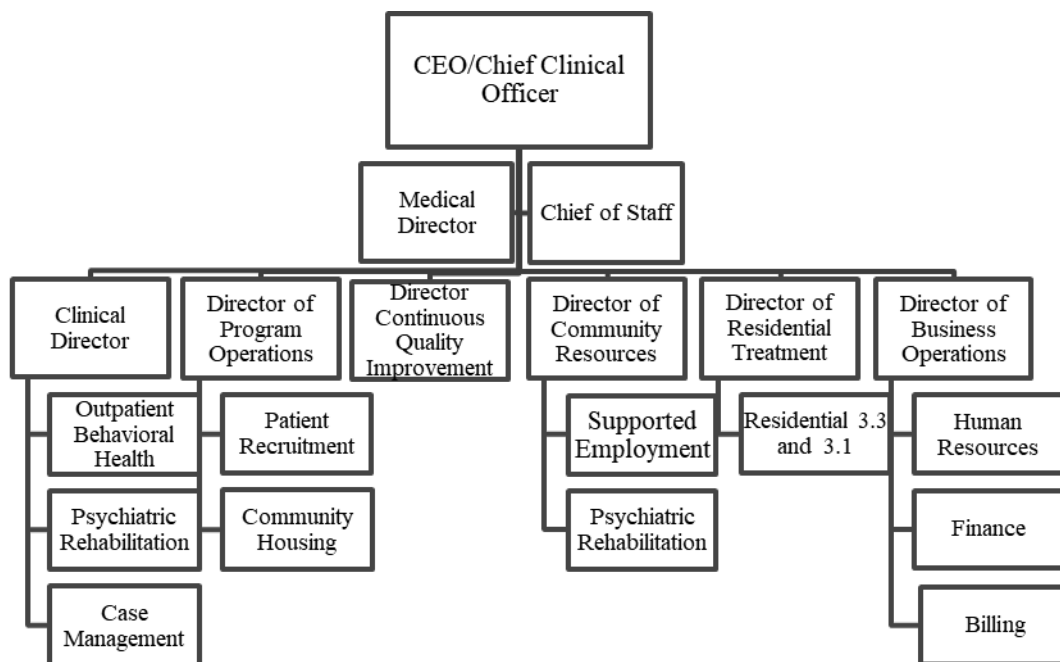 CEO/Chief Clinical
Officer
Medical
Director
Chief of Staff
Clinical
Director
Director of
Program
Operations
Director
Continuous
Quality
Improvement
Director of
Community
Resources
Director of
Residential
Treatment
Director of
Business
Operations
Outpatient
Behavioral
Health
Patient
Recruitment
Supported
Employment
Residential 3.3
and 3.1
Human
Resources
Psychiatric
Rehabilitation
Community
Housing
Psychiatric
Rehabilitation
Finance
Case
Management
Billing